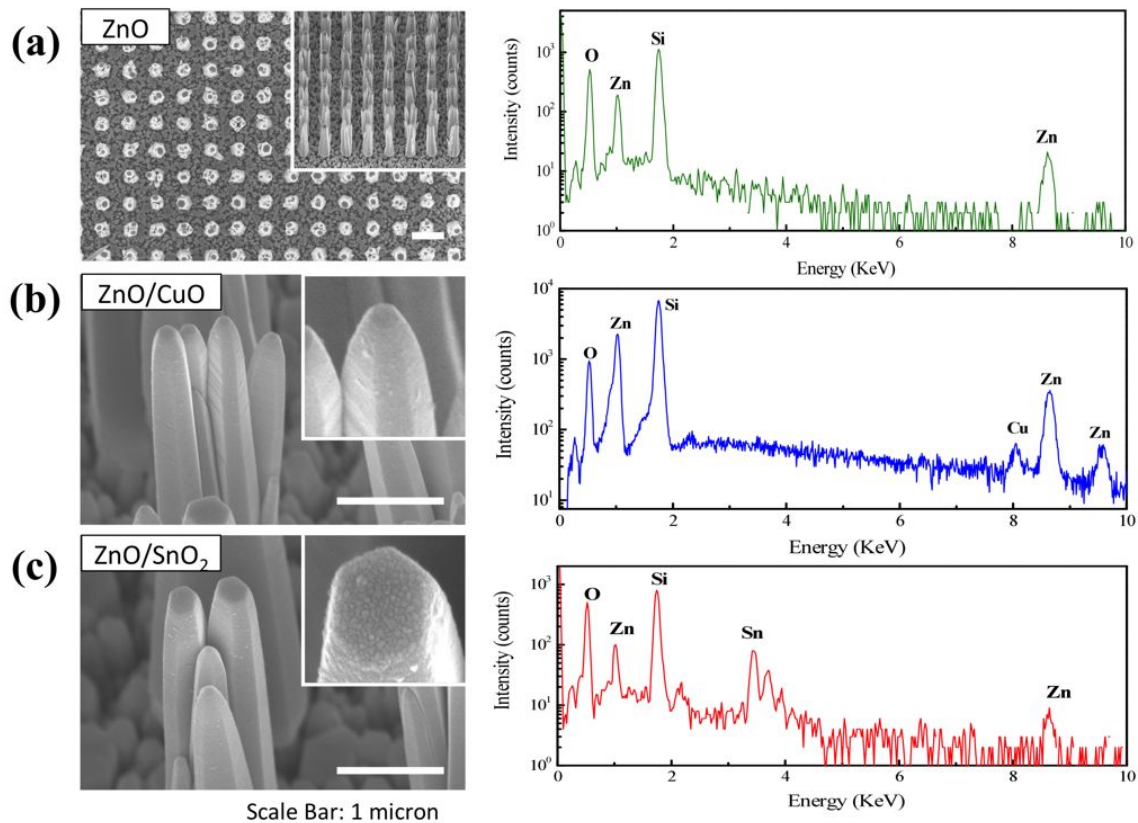 (a)
ZnO
Intensity (counts)
10³
10²
10¹
10⁰
O
Zn
Si
Zn
0
2
4
6
8
10
Energy (KeV)
(b)
ZnO/CuO
Intensity (counts)
10⁴
10³
10²
10¹
O
Zn
Si
Cu
Zn
Zn
0
2
4
6
8
10
Energy (KeV)
(c)
ZnO/SnO₂
Intensity (counts)
10³
10²
10¹
10⁰
O
Zn
Si
Sn
Zn
0
2
4
6
8
10
Energy (KeV)
Scale Bar: 1 micron